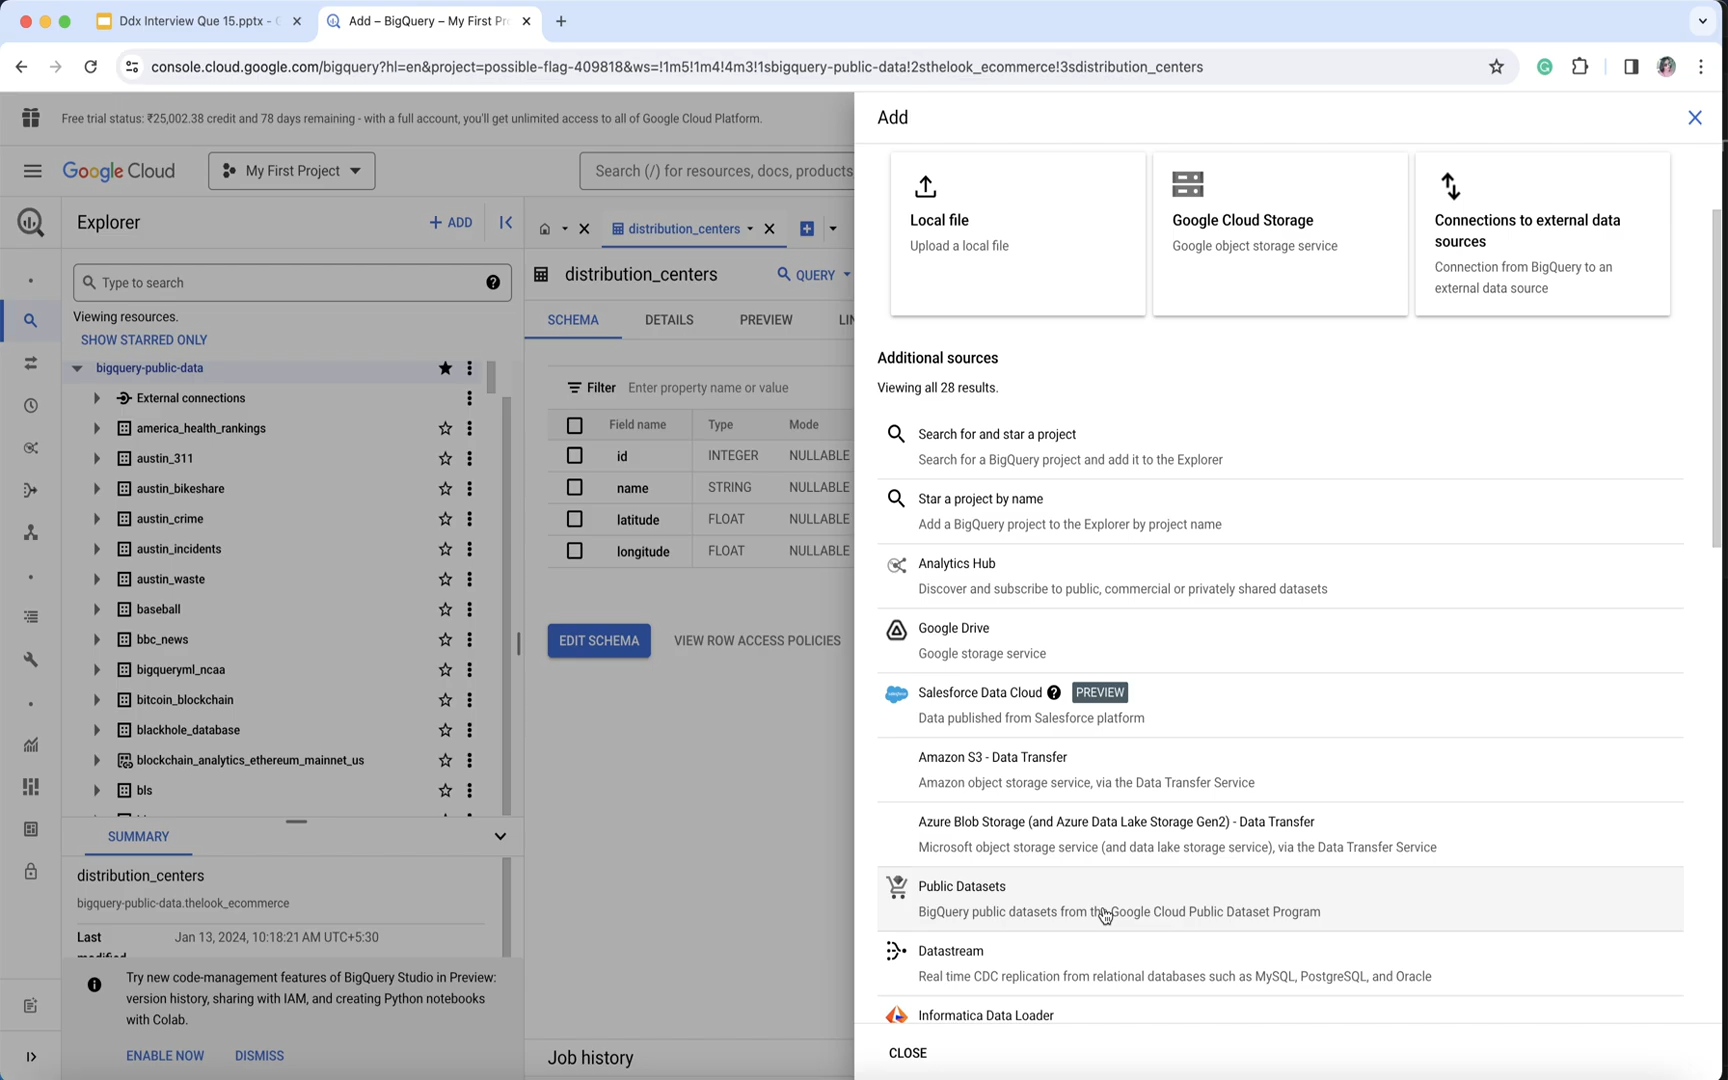 Ddx Interview Que 15.pptx -
Add – BigQuery – My First Pr
console.cloud.google.com/bigquery?hl=en&project=possible-flag-409818&ws=!1m5!1m4!4m3!1sbigquery-public-data!2sthelook_ecommerce!3sdistribution_centers
Free trial status: ₹25,002.38 credit and 78 days remaining - with a full account, you'll get unlimited access to all of Google Cloud Platform.
Google Cloud
My First Project
Search (/) for resources, docs, products
Explorer
+ ADD
Type to search
Viewing resources.
SHOW STARRED ONLY
bigquery-public-data
External connections
america_health_rankings
austin_311
austin_bikeshare
austin_crime
austin_incidents
austin_waste
baseball
bbc_news
bigqueryml_ncaa
bitcoin_blockchain
blackhole_database
blockchain_analytics_ethereum_mainnet_us
bls
SUMMARY
distribution_centers
bigquery-public-data.thelook_ecommerce
Last Jan 13, 2024, 10:18:21 AM UTC+5:30
modified
Try new code-management features of BigQuery Studio in Preview:
version history, sharing with IAM, and creating Python notebooks
with Colab.
ENABLE NOW DISMISS
distribution_centers
distribution_centers
QUERY
SCHEMA DETAILS PREVIEW LIN
Filter Enter property name or value
Field name Type Mode
id INTEGER NULLABLE
name STRING NULLABLE
latitude FLOAT NULLABLE
longitude FLOAT NULLABLE
EDIT SCHEMA VIEW ROW ACCESS POLICIES
Job history
Add
Local file
Upload a local file
Google Cloud Storage
Google object storage service
Connections to external data
sources
Connection from BigQuery to an
external data source
Additional sources
Viewing all 28 results.
Search for and star a project
Search for a BigQuery project and add it to the Explorer
Star a project by name
Add a BigQuery project to the Explorer by project name
Analytics Hub
Discover and subscribe to public, commercial or privately shared datasets
Google Drive
Google storage service
Salesforce Data Cloud PREVIEW
Data published from Salesforce platform
Amazon S3 - Data Transfer
Amazon object storage service, via the Data Transfer Service
Azure Blob Storage (and Azure Data Lake Storage Gen2) - Data Transfer
Microsoft object storage service (and data lake storage service), via the Data Transfer Service
Public Datasets
BigQuery public datasets from the Google Cloud Public Dataset Program
Datastream
Real time CDC replication from relational databases such as MySQL, PostgreSQL, and Oracle
Informatica Data Loader
CLOSE